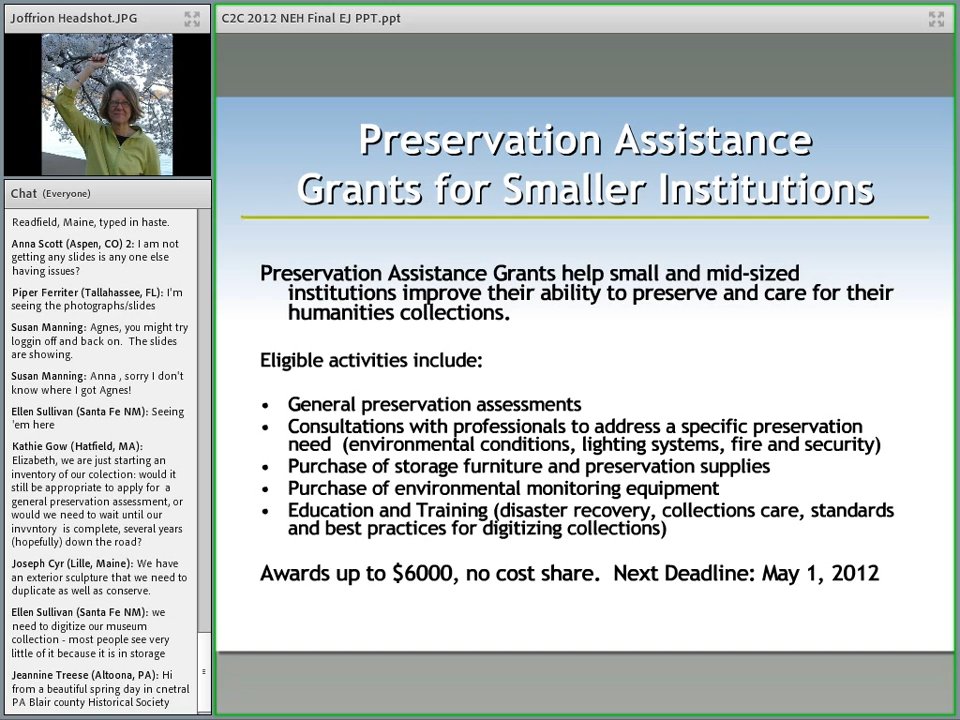 Joffrion Headshot.JPG
Chat (Everyone)
Readfield, Maine, typed in haste.
Anna Scott (Aspen, CO) 2: I am not
getting any slides is any one else
having issues?
Piper Ferriter (Tallahassee, FL): I'm
seeing the photographs/slides
Susan Manning: Agnes, you might try
loggin off and back on.  The slides
are showing.
Susan Manning: Anna , sorry I don't
know where I got Agnes!
Ellen Sullivan (Santa Fe NM): Seeing
'em here
Kathie Gow (Hatfield, MA):
Elizabeth, we are just starting an
inventory of our colection: would it
still be appropriate to apply for  a
general preservation assessment, or
would we need to wait until our
invvntory  is complete, several years
(hopefully) down the road?
Joseph Cyr (Lille, Maine): We have
an exterior sculpture that we need to
duplicate as well as conserve.
Ellen Sullivan (Santa Fe NM): we
need to digitize our museum
collection - most people see very
little of it because it is in storage
Jeannine Treese (Altoona, PA): Hi
from a beautiful spring day in cnetral
PA Blair county Historical Society
C2C 2012 NEH Final EJ PPT.ppt
Preservation Assistance
Grants for Smaller Institutions
Preservation Assistance Grants help small and mid-sized
institutions improve their ability to preserve and care for their
humanities collections.
Eligible activities include:
• General preservation assessments
• Consultations with professionals to address a specific preservation
need  (environmental conditions, lighting systems, fire and security)
• Purchase of storage furniture and preservation supplies
• Purchase of environmental monitoring equipment
• Education and Training (disaster recovery, collections care, standards
and best practices for digitizing collections)
Awards up to $6000, no cost share.  Next Deadline: May 1, 2012